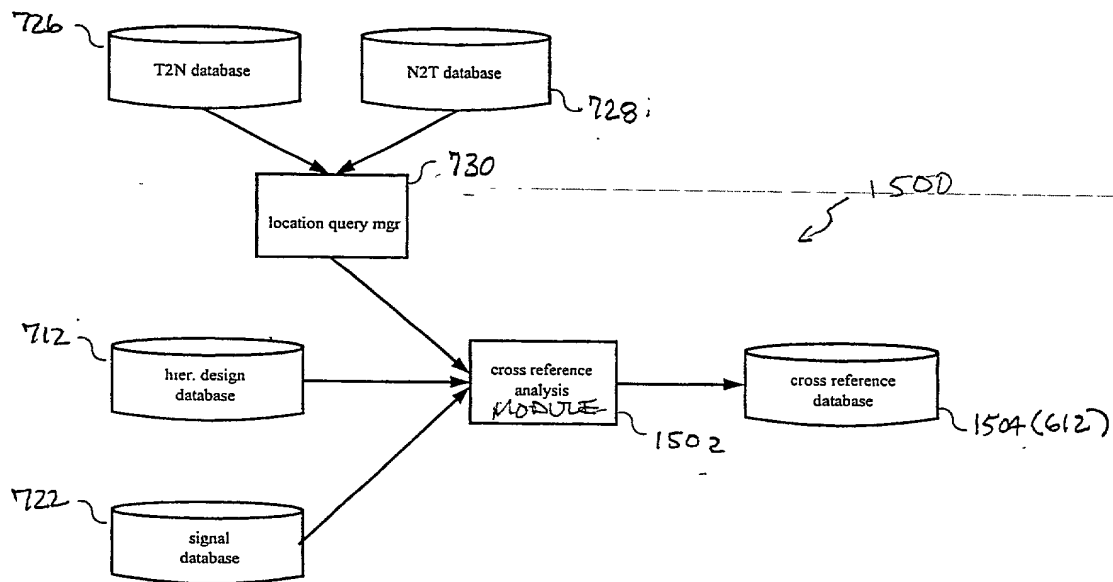 726
T2N database
N2T database
728
730
location query mgr
1500
712
hier. design
database
cross reference
analysis
MODULE
1502
cross reference
database
1504 (612)
722
signal
database